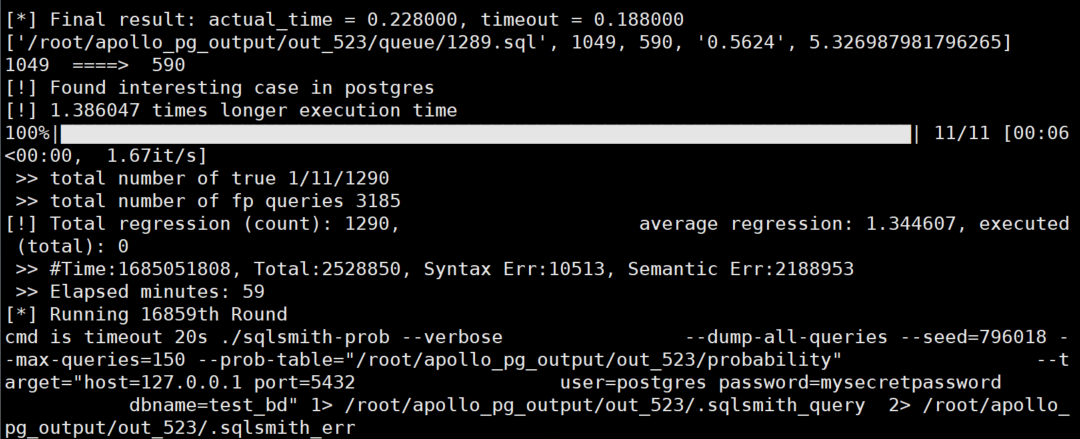 [*] Final result: actual_time = 0.228000, timeout = 0.188000
['/root/apollo_pg_output/out_523/queue/1289.sql', 1049, 590, '0.5624', 5.326987981796265]
1049  ====>  590
[!] Found interesting case in postgres
[!] 1.386047 times longer execution time
100%|██████████| 11/11 [00:06
<00:00,  1.67it/s]
 >> total number of true 1/11/1290
 >> total number of fp queries 3185
[!] Total regression (count): 1290,                    average regression: 1.344607, executed
 (total): 0
 >> #Time:1685051808, Total:2528850, Syntax Err:10513, Semantic Err:2188953
 >> Elapsed minutes: 59
[*] Running 16859th Round
cmd is timeout 20s ./sqlsmith-prob --verbose               --dump-all-queries --seed=796018 -
-max-queries=150 --prob-table="/root/apollo_pg_output/out_523/probability"               --t
arget="host=127.0.0.1 port=5432                 user=postgres password=mysecretpassword
          dbname=test_bd" 1> /root/apollo_pg_output/out_523/.sqlsmith_query  2> /root/apollo_
pg_output/out_523/.sqlsmith_err